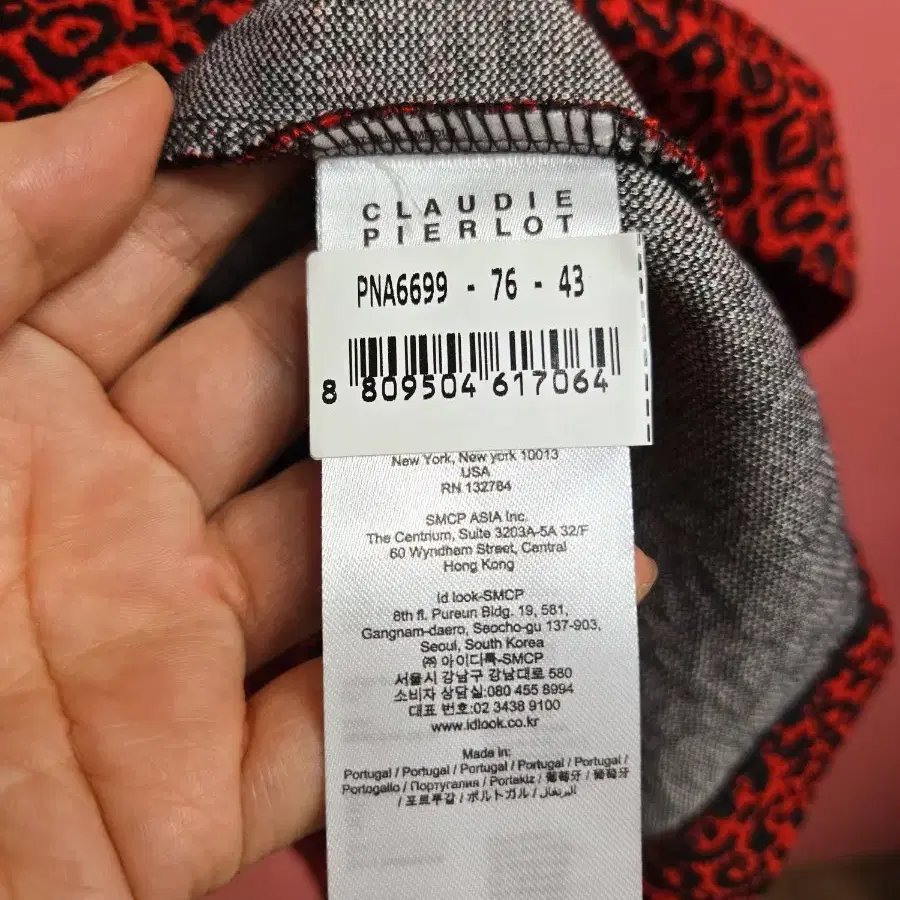 CLAUDIE
PIERLOT
PNA6699 - 76 - 43
8 809504 617064
New York, New york 10013
USA
RN 132784
SMCP ASIA Inc.
The Centrium, Suite 3203A-5A 32/F
60 Wyndham Street, Central
Hong Kong
Id look-SMCP
8th fl. Pureun Bldg. 19, 581,
Gangnam-daero, Seocho-gu 137-903,
Seoul, South Korea
㈜ 아이디룩-SMCP
서울시 강남구 강남대로 580
소비자 상담실:080 455 8994
대표 번호:02 3438 9100
www.idlook.co.kr
Made in:
Portugal / Portugal / Portugal / Portugal / Portugal /
Portogallo / Португалия / Portekiz / 葡萄牙 / 葡萄牙
/ 포르투갈 / ポルトガル / البرتغال